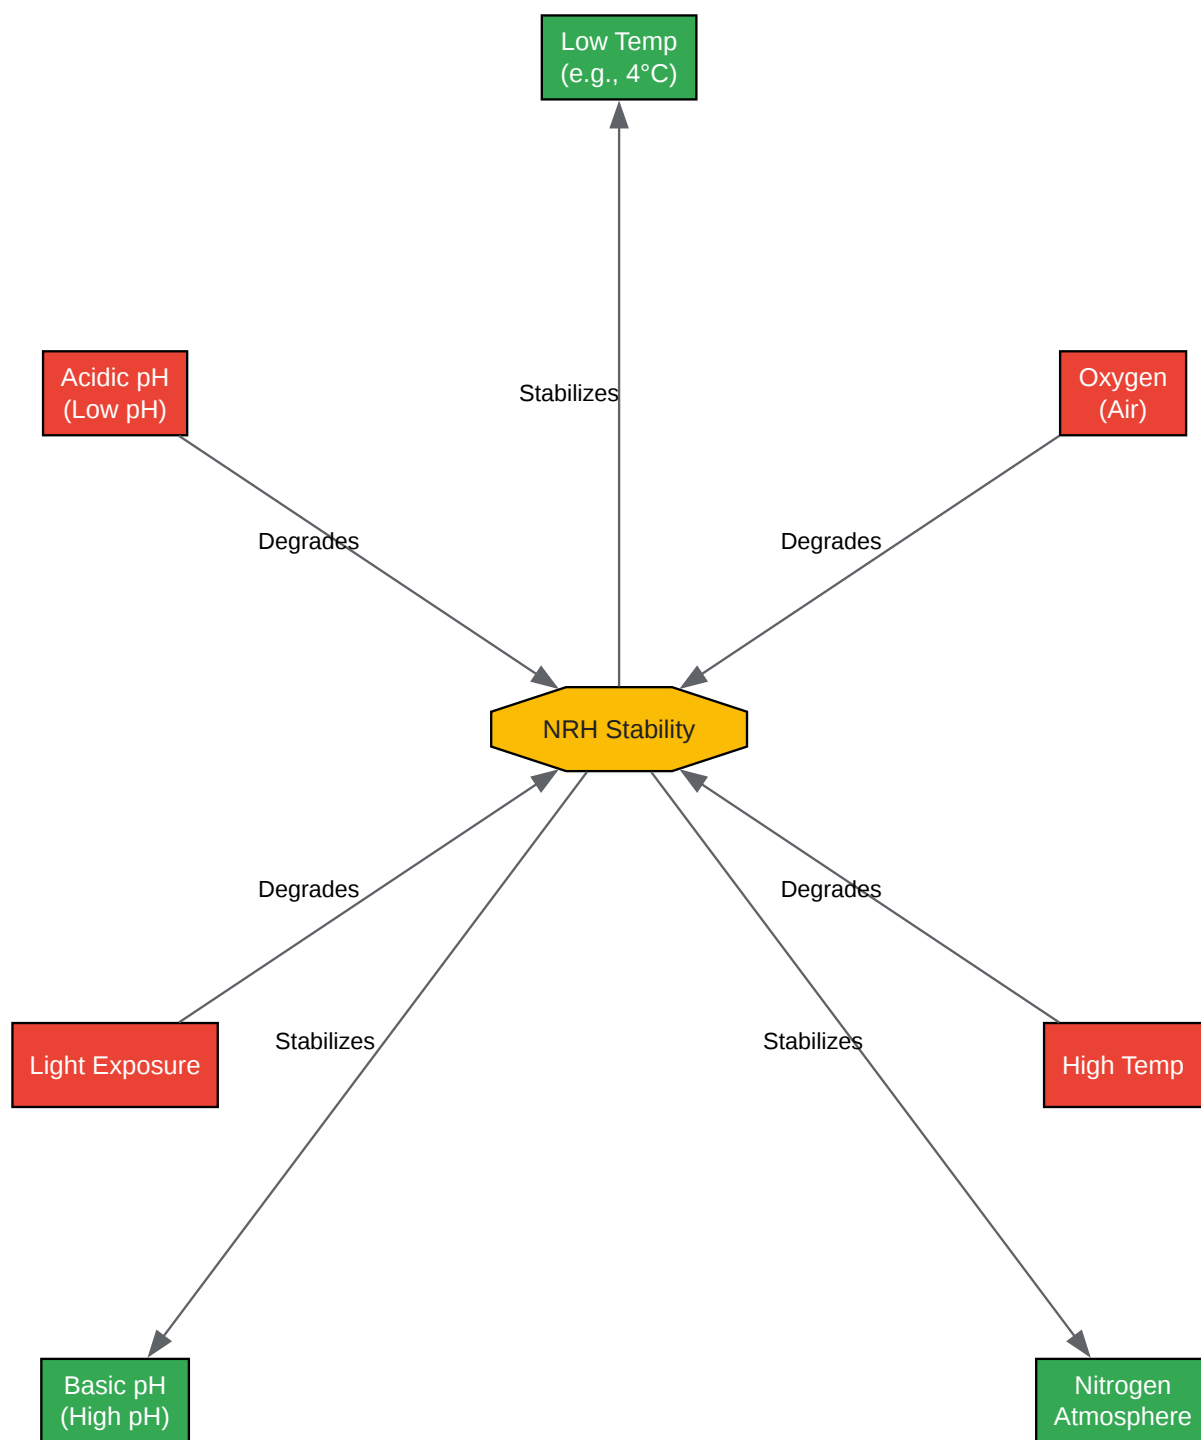 Low Temp
(e.g., 4°C)
Acidic pH
(Low pH)
Oxygen
(Air)
Stabilizes
Degrades
Degrades
NRH Stability
Degrades
Degrades
Stabilizes
Stabilizes
Light Exposure
High Temp
Basic pH
(High pH)
Nitrogen
Atmosphere